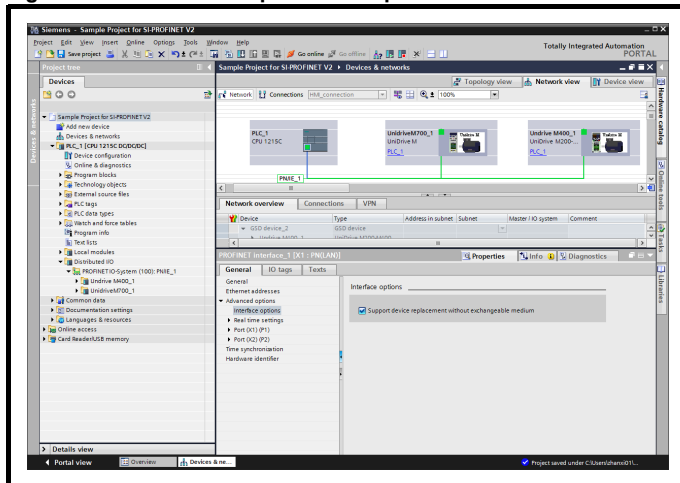 Siemens - Sample Project for SI-PROFINET V2
Project Edit View Insert Online Options Tools Window Help
Totally Integrated Automation
PORTAL
Save project
Go online
Go offline
Project tree
Sample Project for SI-PROFINET V2 ▸ Devices & networks
Devices
Topology view
Network view
Device view
Network
Connections
HMI_connection
100%
Sample Project for SI-PROFINET V2
Add new device
Devices & networks
PLC_1 [CPU 1215C DC/DC/DC]
Device configuration
Online & diagnostics
Program blocks
Technology objects
External source files
PLC tags
PLC data types
Watch and force tables
Program info
Text lists
Local modules
Distributed I/O
PROFINET IO-System (100): PN/IE_1
Unidrive M400_1
UnidriveM700_1
Common data
Documentation settings
Languages & resources
Online access
Card Reader/USB memory
Details view
PLC_1
CPU 1215C
UnidriveM700_1
UniDrive M
PLC_1
Unidrive M400_1
UniDrive M200-...
PLC_1
PN/IE_1
Network overview
Connections
VPN
Device
Type
Address in subnet
Subnet
Master / IO system
Comment
GSD device_2
GSD device
PROFINET interface_1 [X1 : PN(LAN)]
Properties
Info
Diagnostics
General
IO tags
Texts
General
Ethernet addresses
Advanced options
Interface options
Real time settings
Port (X1) (P1)
Port (X2) (P2)
Time synchronization
Hardware identifier
Interface options
Support device replacement without exchangeable medium
Devices & networks
Hardware catalog
Online tools
Tasks
Libraries
Portal view
Overview
Devices & ne...
Project saved under C:\Users\zhanxi01\...